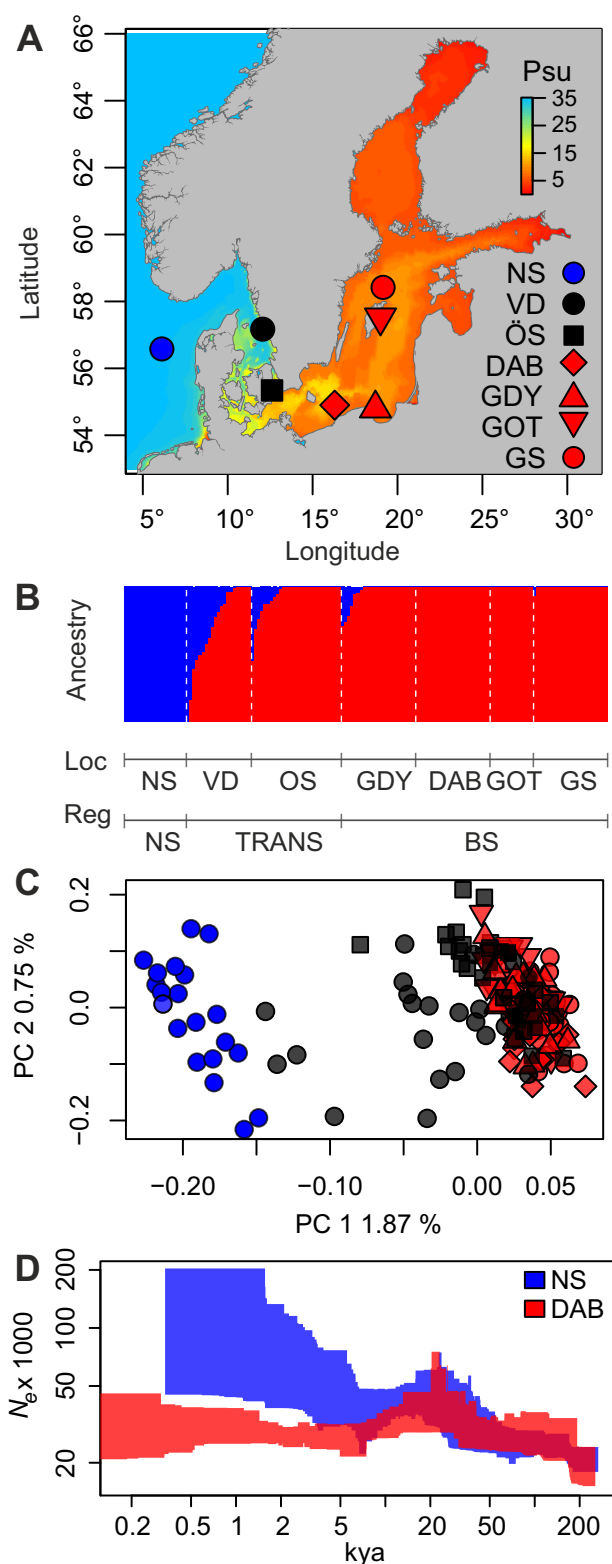 A
Latitude
66°
64°
62°
60°
58°
56°
54°
Psu
35
25
15
5
NS
VD
ÖS
DAB
GDY
GOT
GS
5° 10° 15° 20° 25° 30°
Longitude
B
Ancestry
Loc
NS VD OS GDY DAB GOT GS
Reg
NS TRANS BS
C
PC 2 0.75 %
0.2
0.0
−0.2
−0.20 −0.10 0.00 0.05
PC 1 1.87 %
D
Ne x 1000
200
100
50
20
NS
DAB
0.2 0.5 1 2 5 20 50 200
kya